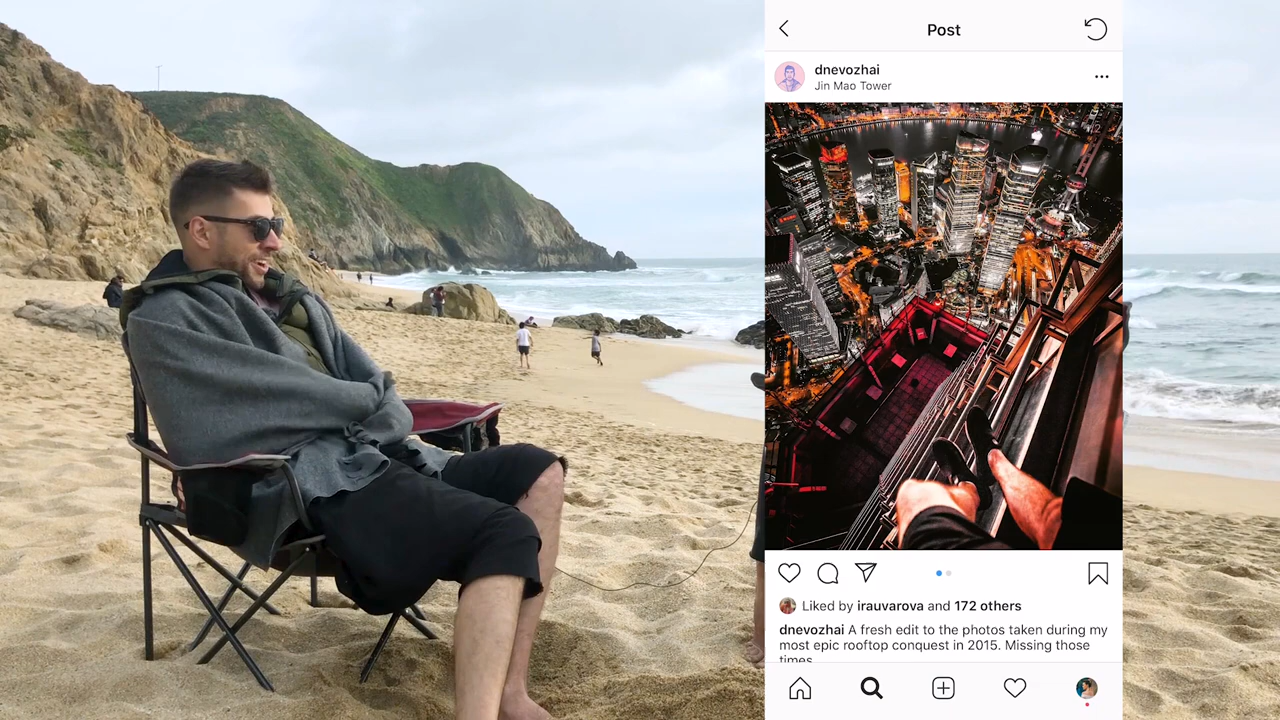 Post
dnevozhai
Jin Mao Tower
Liked by irauvarova and 172 others
dnevozhai A fresh edit to the photos taken during my
most epic rooftop conquest in 2015. Missing those
times